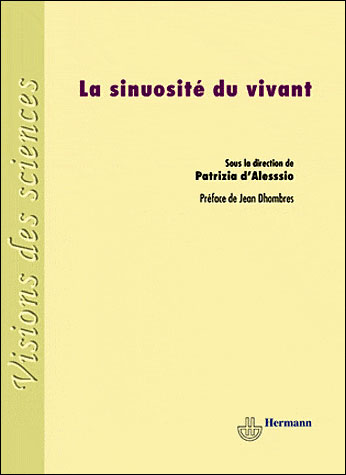 Visions des sciences
La sinuosité du vivant
Sous la direction de
Patrizia d'Alesssio
Préface de Jean Dhombres
Hermann